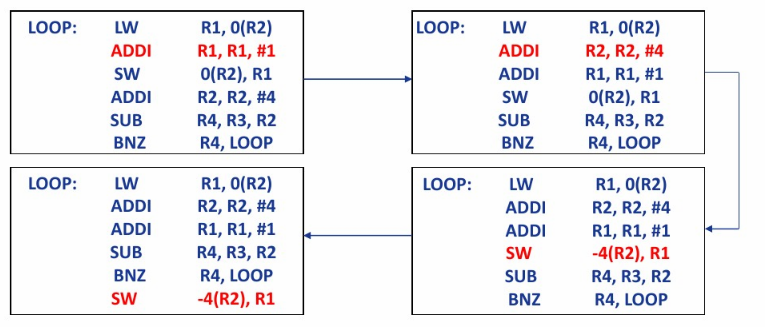 LOOP: LW R1, 0(R2)
ADDI R1, R1, #1
SW 0(R2), R1
ADDI R2, R2, #4
SUB R4, R3, R2
BNZ R4, LOOP
LOOP: LW R1, 0(R2)
ADDI R2, R2, #4
ADDI R1, R1, #1
SW 0(R2), R1
SUB R4, R3, R2
BNZ R4, LOOP
LOOP: LW R1, 0(R2)
ADDI R2, R2, #4
ADDI R1, R1, #1
SUB R4, R3, R2
BNZ R4, LOOP
SW -4(R2), R1
LOOP: LW R1, 0(R2)
ADDI R2, R2, #4
ADDI R1, R1, #1
SW -4(R2), R1
SUB R4, R3, R2
BNZ R4, LOOP